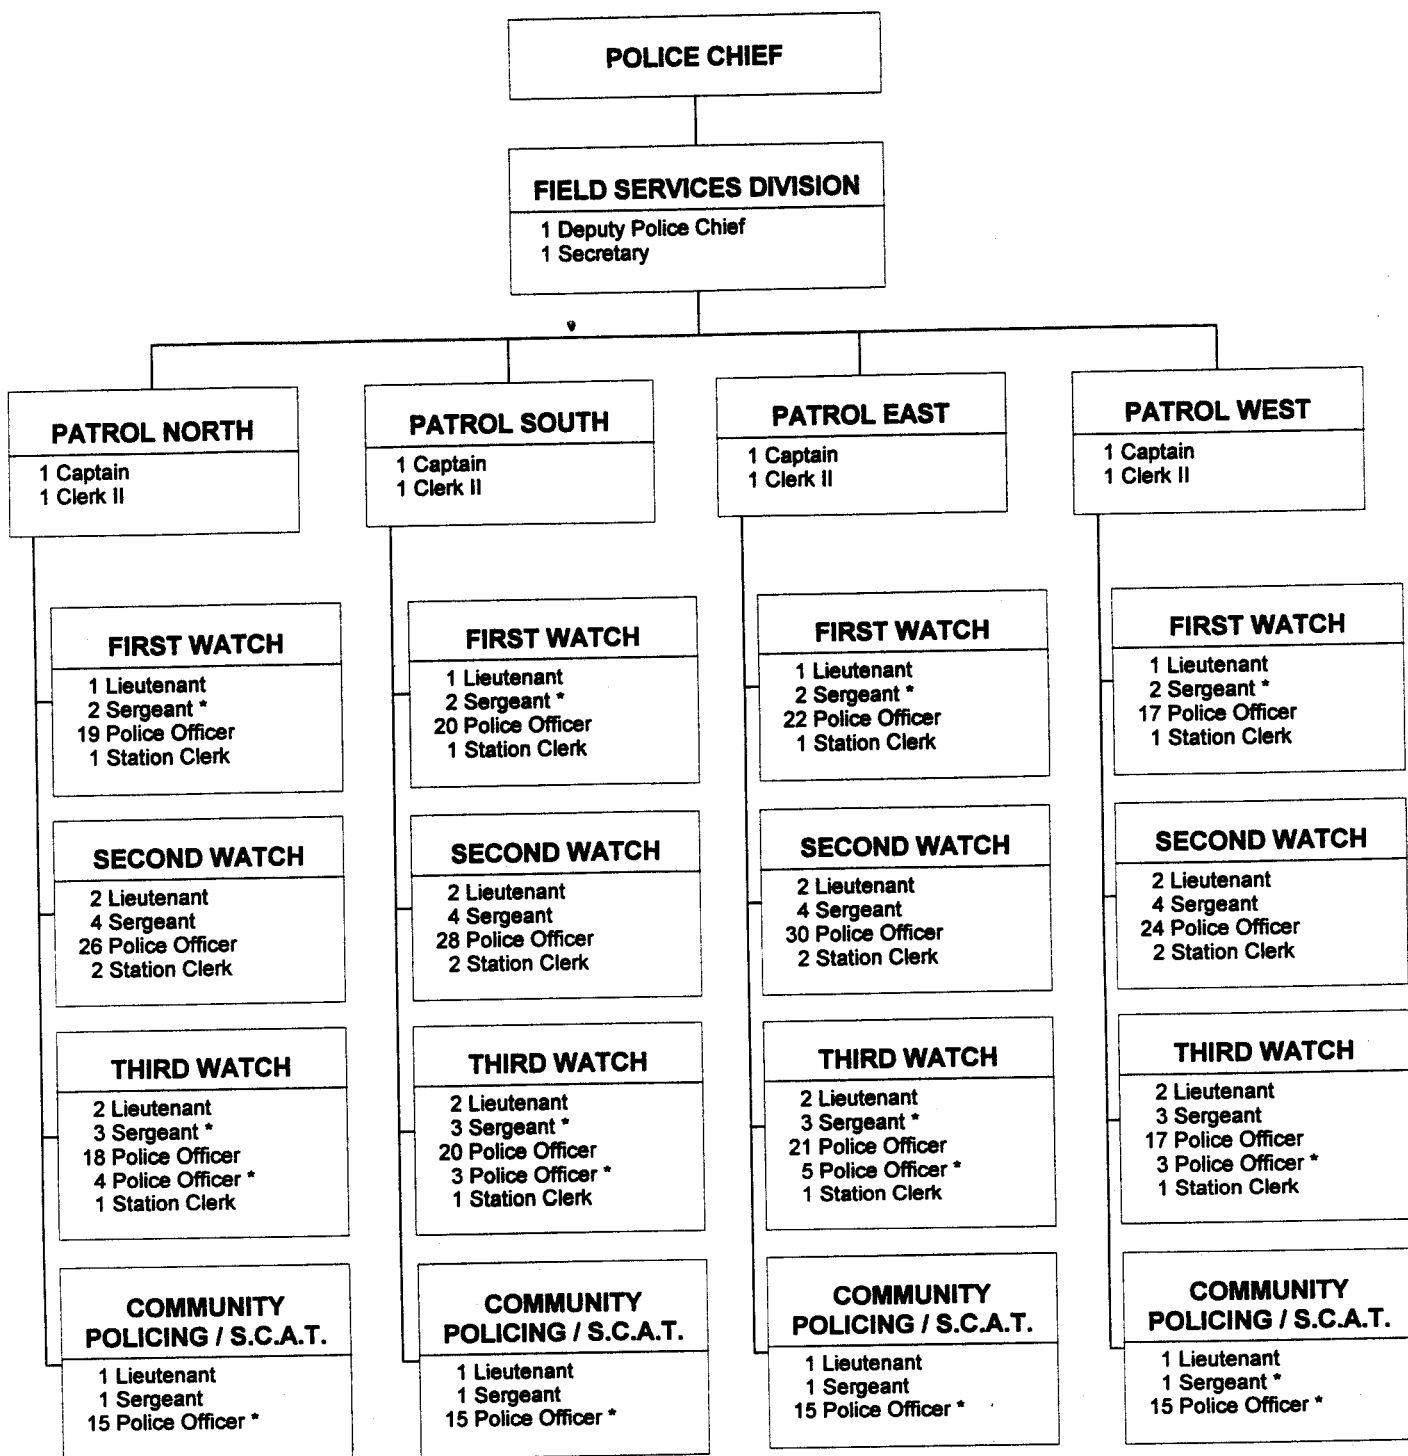 POLICE CHIEF
FIELD SERVICES DIVISION
1 Deputy Police Chief
1 Secretary
PATROL NORTH
1 Captain
1 Clerk II
FIRST WATCH
1 Lieutenant
2 Sergeant *
19 Police Officer
1 Station Clerk
SECOND WATCH
2 Lieutenant
4 Sergeant
26 Police Officer
2 Station Clerk
THIRD WATCH
2 Lieutenant
3 Sergeant *
18 Police Officer
4 Police Officer *
1 Station Clerk
COMMUNITY
POLICING / S.C.A.T.
1 Lieutenant
1 Sergeant
15 Police Officer *
PATROL SOUTH
1 Captain
1 Clerk II
FIRST WATCH
1 Lieutenant
2 Sergeant *
20 Police Officer
1 Station Clerk
SECOND WATCH
2 Lieutenant
4 Sergeant
28 Police Officer
2 Station Clerk
THIRD WATCH
2 Lieutenant
3 Sergeant *
20 Police Officer
3 Police Officer *
1 Station Clerk
COMMUNITY
POLICING / S.C.A.T.
1 Lieutenant
1 Sergeant
15 Police Officer *
PATROL EAST
1 Captain
1 Clerk II
FIRST WATCH
1 Lieutenant
2 Sergeant *
22 Police Officer
1 Station Clerk
SECOND WATCH
2 Lieutenant
4 Sergeant
30 Police Officer
2 Station Clerk
THIRD WATCH
2 Lieutenant
3 Sergeant *
21 Police Officer
5 Police Officer *
1 Station Clerk
COMMUNITY
POLICING / S.C.A.T.
1 Lieutenant
1 Sergeant
15 Police Officer *
PATROL WEST
1 Captain
1 Clerk II
FIRST WATCH
1 Lieutenant
2 Sergeant *
17 Police Officer
1 Station Clerk
SECOND WATCH
2 Lieutenant
4 Sergeant
24 Police Officer
2 Station Clerk
THIRD WATCH
2 Lieutenant
3 Sergeant
17 Police Officer
3 Police Officer *
1 Station Clerk
COMMUNITY
POLICING / S.C.A.T.
1 Lieutenant
1 Sergeant *
15 Police Officer *